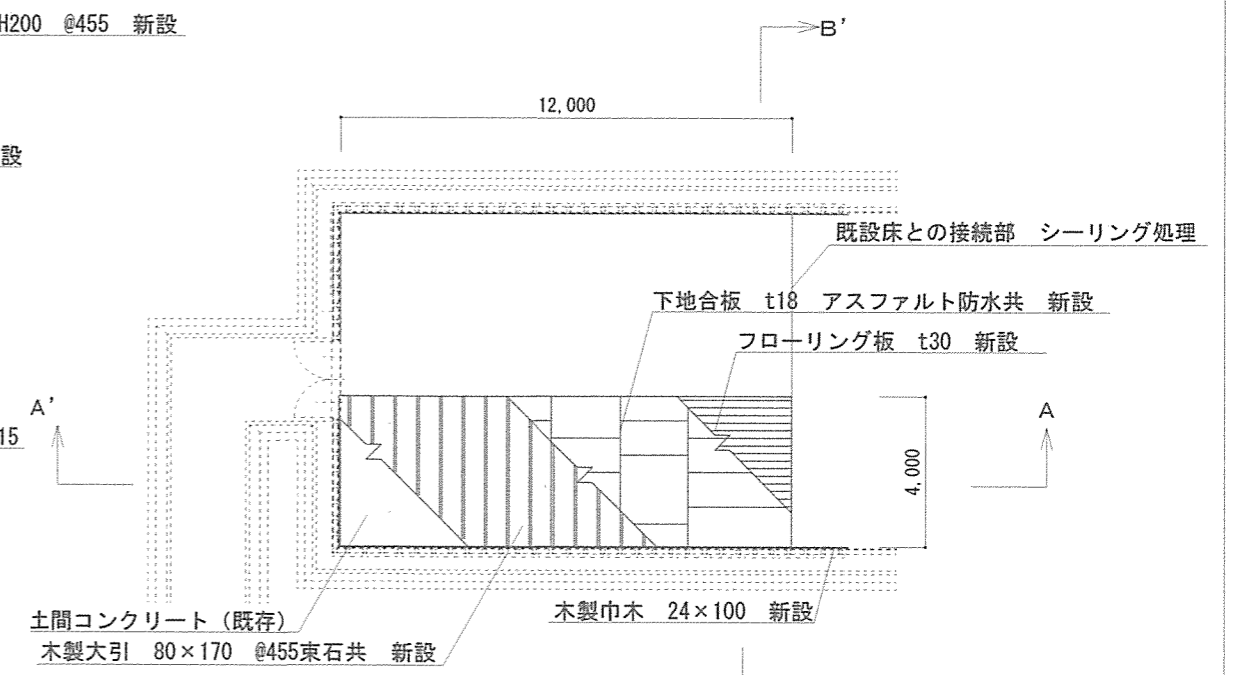 H200 @455 新設
B'
12,000
設
既設床との接続部 シーリング処理
下地合板 t18 アスファルト防水共 新設
フローリング板 t30 新設
A'
A
15
4,000
土間コンクリート（既存）
木製巾木 24×100 新設
木製大引 80×170 @455束石共 新設